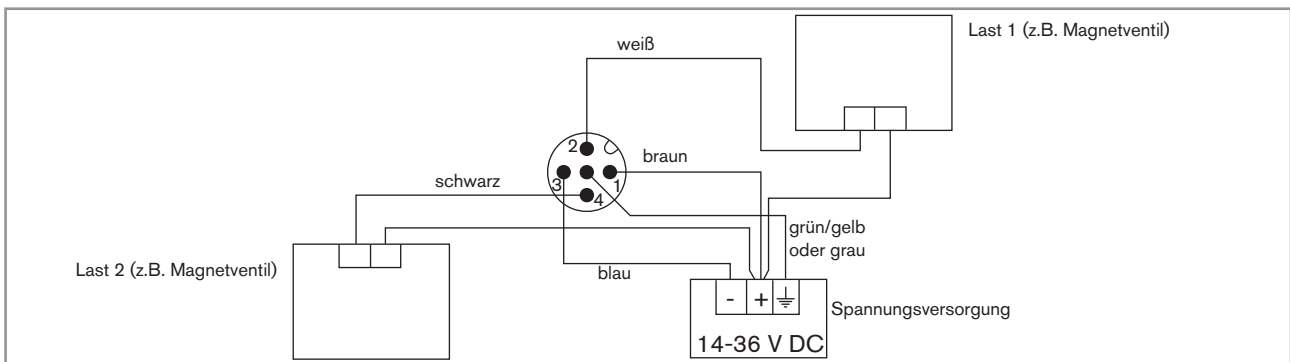 Last 1 (z.B. Magnetventil)
weiß
2
braun
3
1
schwarz
4
grün/gelb
oder grau
Last 2 (z.B. Magnetventil)
blau
- +
Spannungsversorgung
14-36 V DC